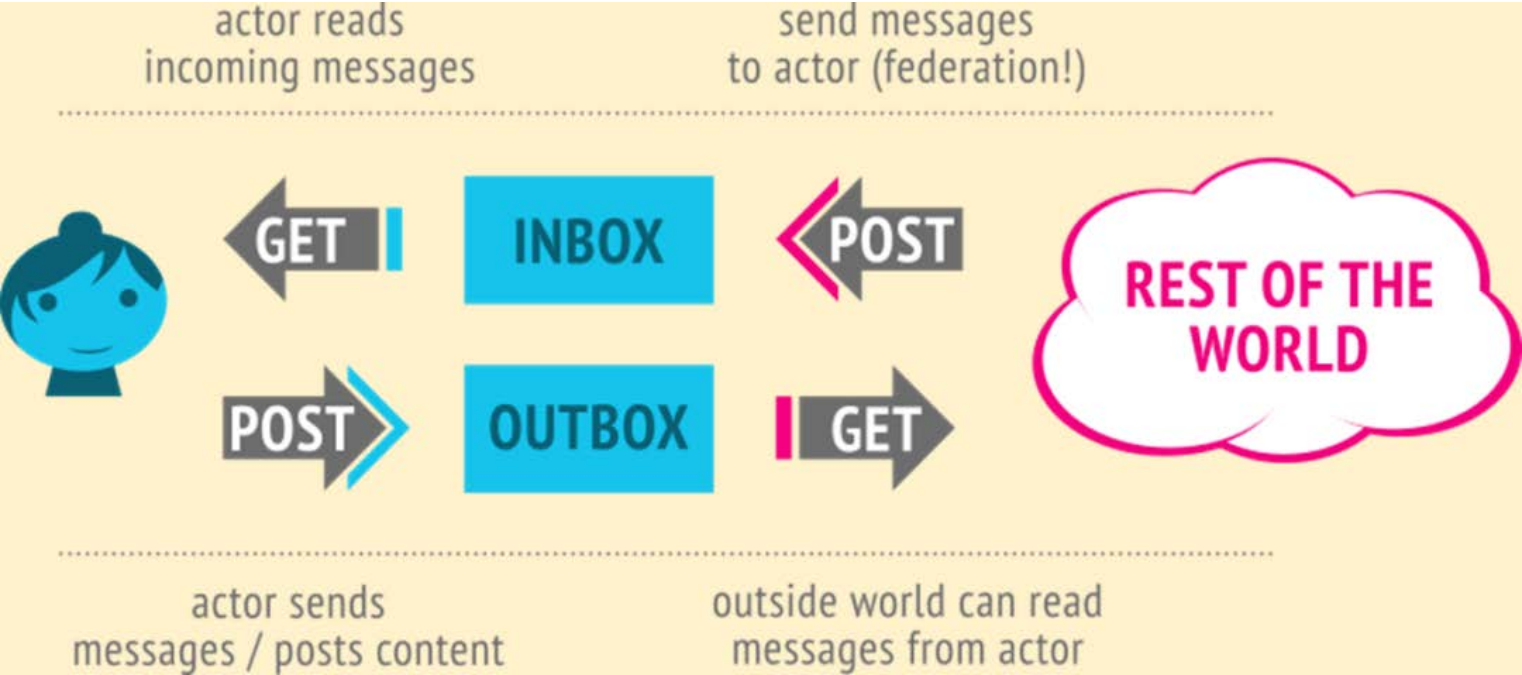 actor reads
incoming messages
send messages
to actor (federation!)
GET
INBOX
POST
REST OF THE
WORLD
POST
OUTBOX
GET
actor sends
messages / posts content
outside world can read
messages from actor